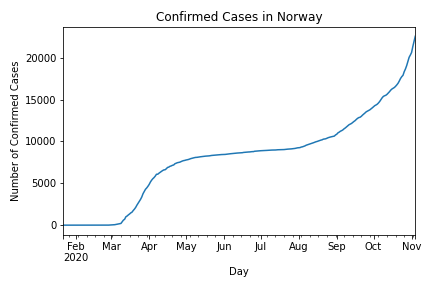 Confirmed Cases in Norway
Number of Confirmed Cases
20000
15000
10000
5000
0
Feb Mar Apr May Jun Jul Aug Sep Oct Nov
2020
Day